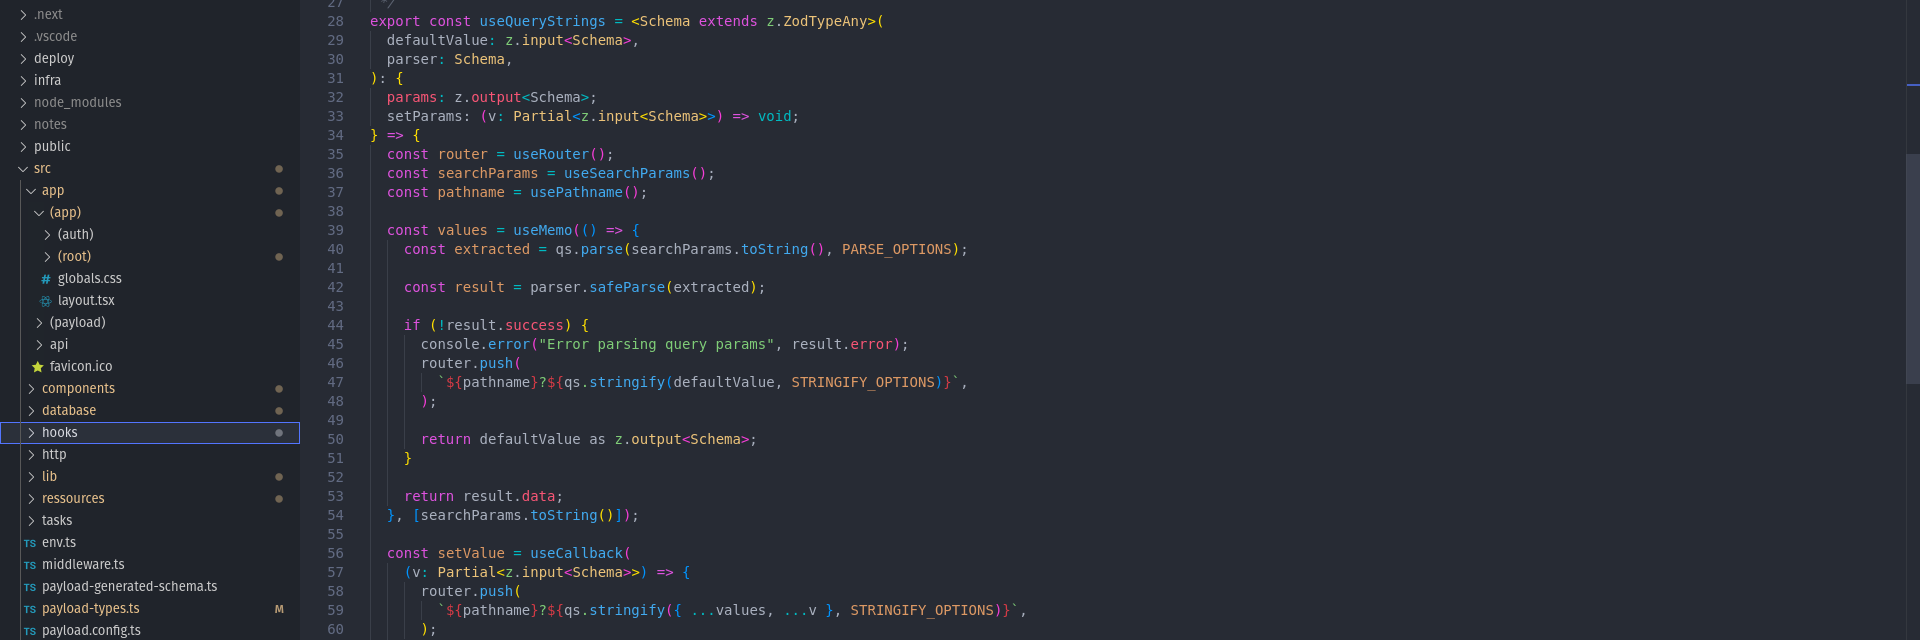 .next
.vscode
deploy
infra
node_modules
notes
public
src
app
(app)
(auth)
(root)
# globals.css
layout.tsx
(payload)
api
favicon.ico
components
database
hooks
http
lib
ressources
tasks
TS env.ts
TS middleware.ts
TS payload-generated-schema.ts
TS payload-types.ts M
TS payload.config.ts
27 */
28 export const useQueryStrings = <Schema extends z.ZodTypeAny>(
29 defaultValue: z.input<Schema>,
30 parser: Schema,
31 ): {
32 params: z.output<Schema>;
33 setParams: (v: Partial<z.input<Schema>>) => void;
34 } => {
35 const router = useRouter();
36 const searchParams = useSearchParams();
37 const pathname = usePathname();
38
39 const values = useMemo(() => {
40 const extracted = qs.parse(searchParams.toString(), PARSE_OPTIONS);
41
42 const result = parser.safeParse(extracted);
43
44 if (!result.success) {
45 console.error("Error parsing query params", result.error);
46 router.push(
47 `${pathname}?${qs.stringify(defaultValue, STRINGIFY_OPTIONS)}`,
48 );
49
50 return defaultValue as z.output<Schema>;
51 }
52
53 return result.data;
54 }, [searchParams.toString()]);
55
56 const setValue = useCallback(
57 (v: Partial<z.input<Schema>>) => {
58 router.push(
59 `${pathname}?${qs.stringify({ ...values, ...v }, STRINGIFY_OPTIONS)}`,
60 );